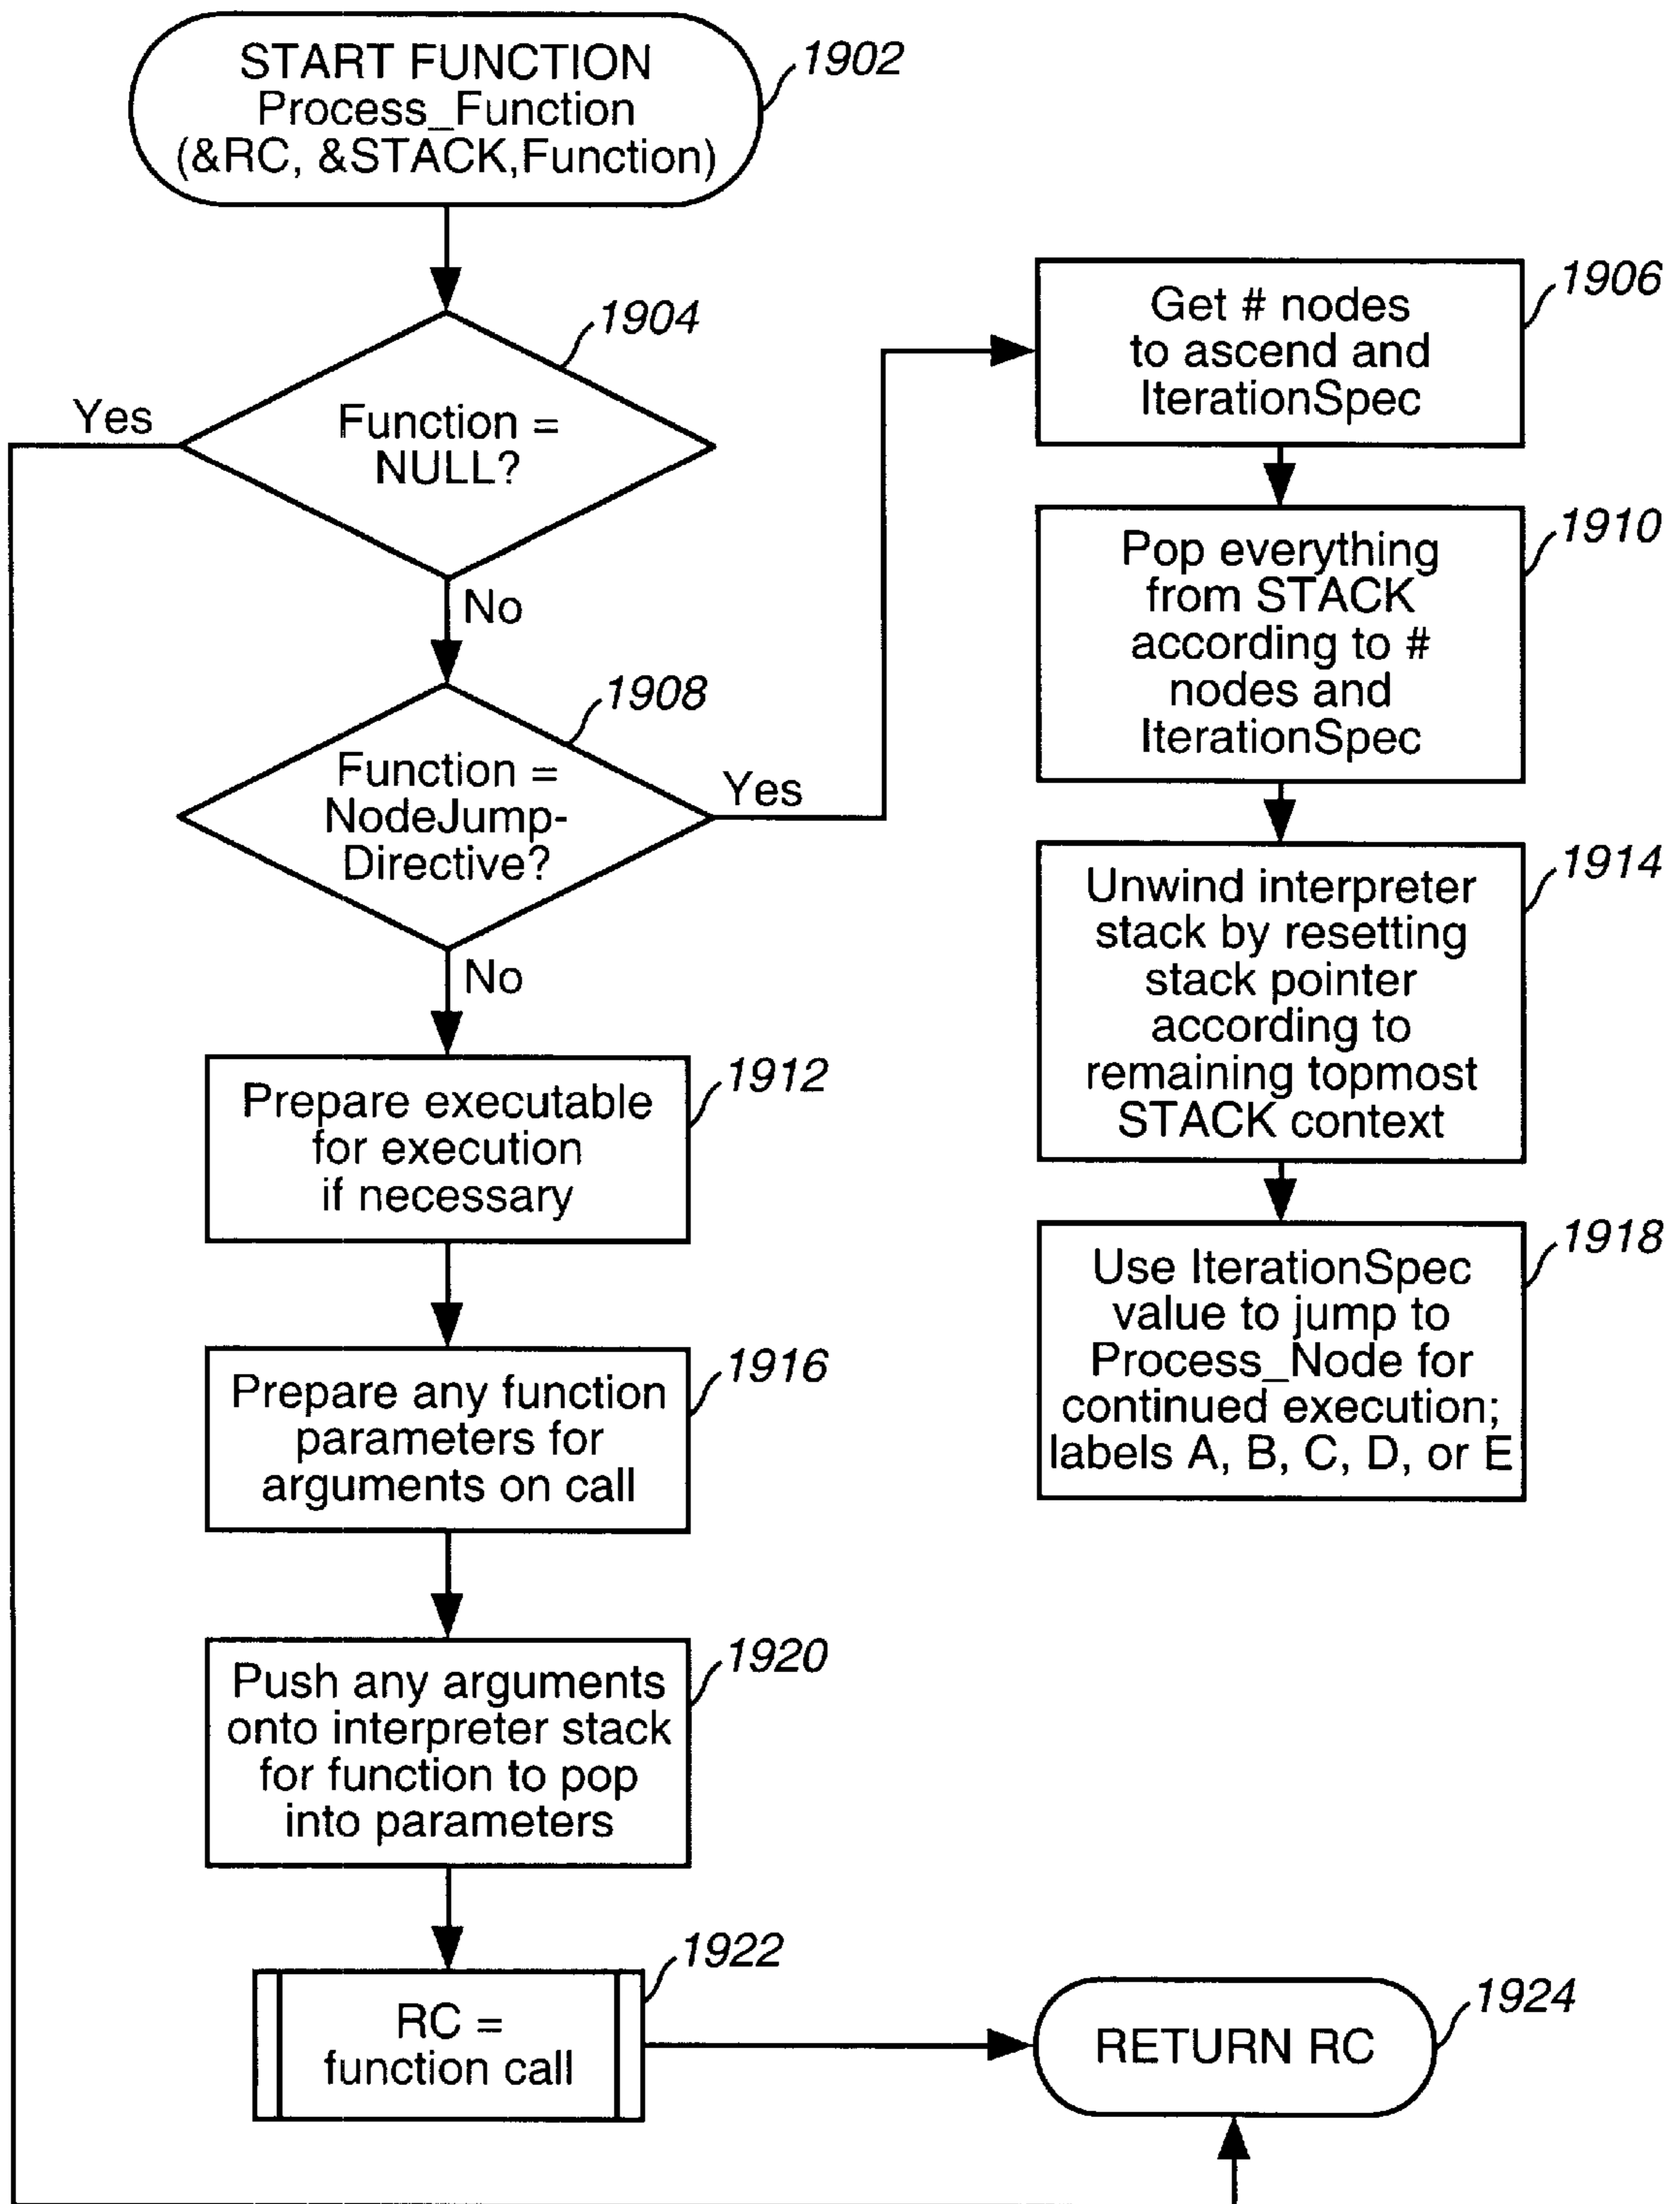 START FUNCTION
Process_Function
(&RC, &STACK,Function)
1902
1904
Function =
NULL?
Yes
No
1908
Function =
NodeJump-
Directive?
Yes
No
1906
Get # nodes
to ascend and
IterationSpec
1910
Pop everything
from STACK
according to #
nodes and
IterationSpec
1914
Unwind interpreter
stack by resetting
stack pointer
according to
remaining topmost
STACK context
1918
Use IterationSpec
value to jump to
Process_Node for
continued execution;
labels A, B, C, D, or E
1912
Prepare executable
for execution
if necessary
1916
Prepare any function
parameters for
arguments on call
1920
Push any arguments
onto interpreter stack
for function to pop
into parameters
1922
RC =
function call
1924
RETURN RC